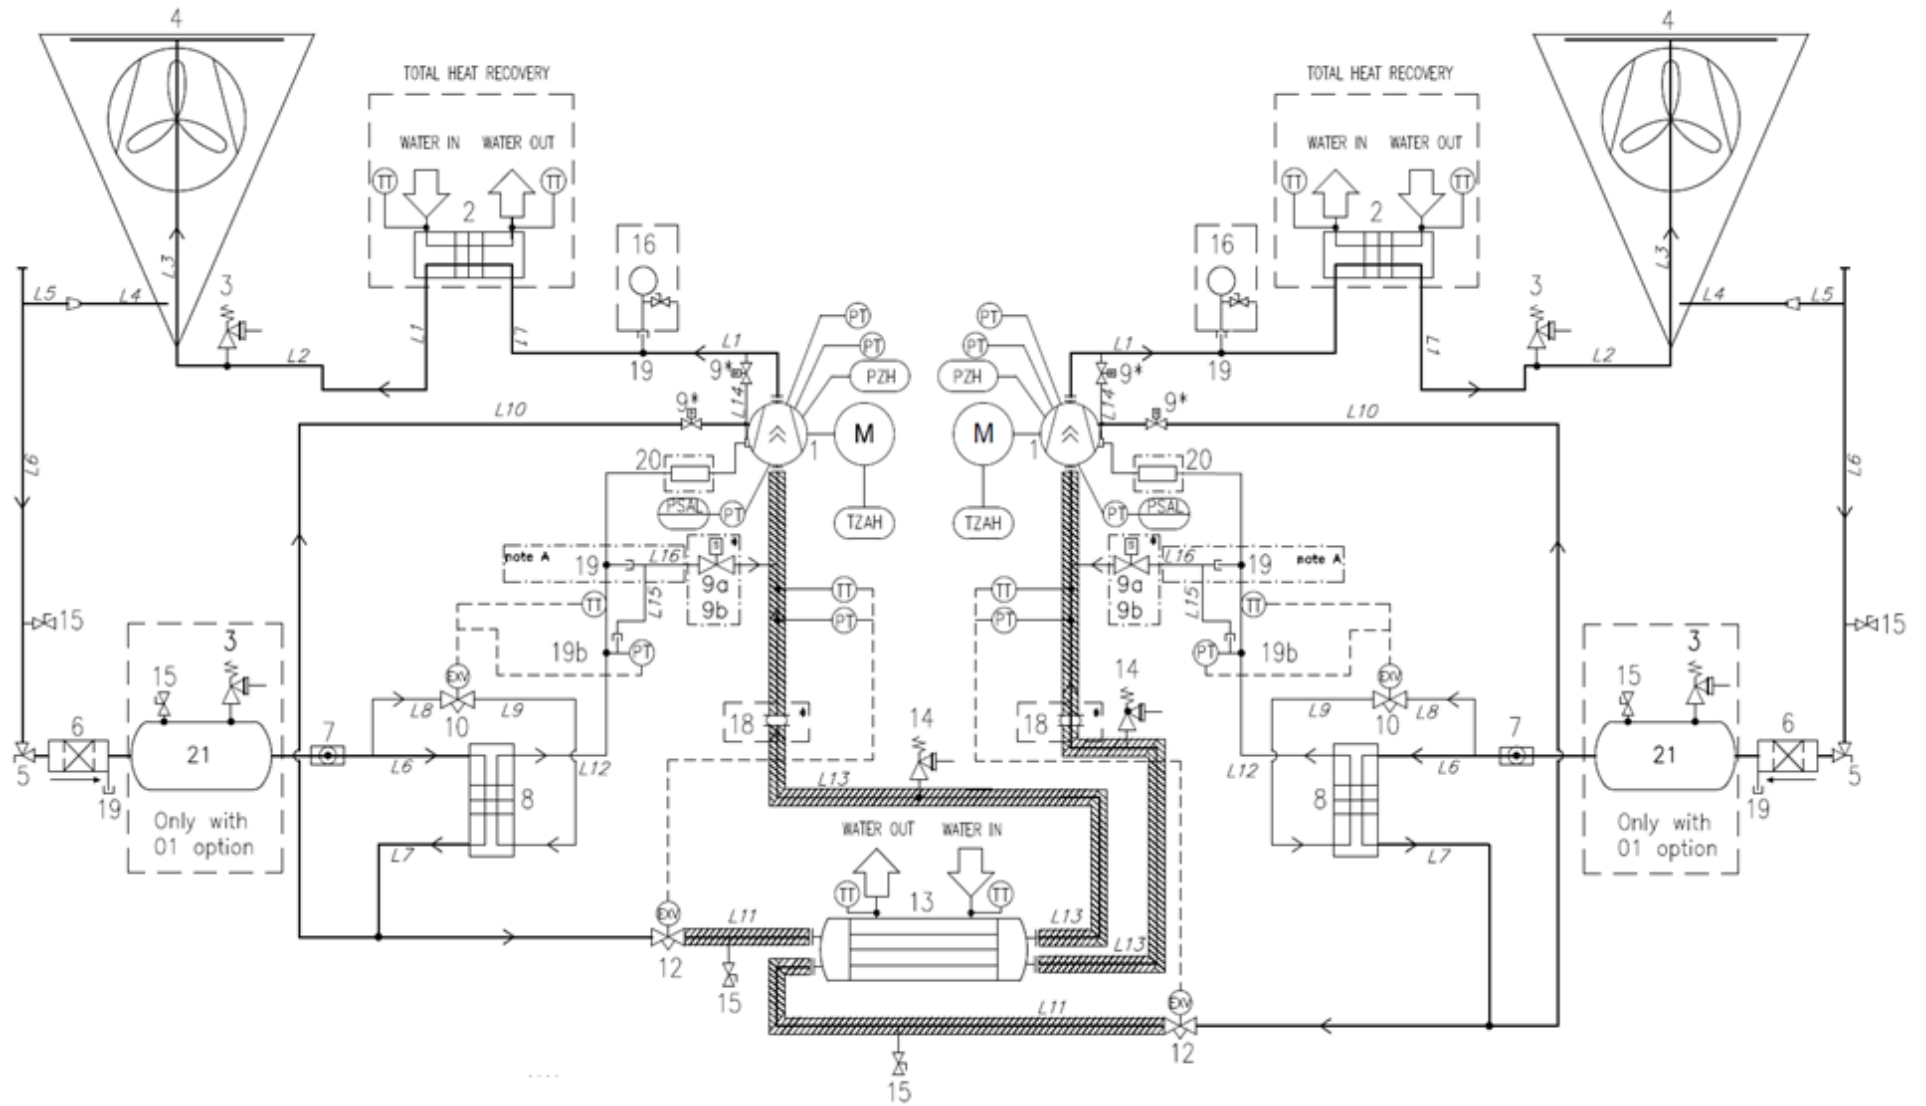 4 4
TOTAL HEAT RECOVERY TOTAL HEAT RECOVERY
WATER IN WATER OUT WATER IN WATER OUT
TT TT TT TT
2 2
16 16
L3 L3
3 3
L5 L4 L4 L5
PT PT
L1 L7 L1 PT PT L1 L7
L2 19 9* PZH PZH 9* 19 L2
L14 L14
L10 9* 9* L10
M M
1 1
20 20
L6 L6
PSAL PT TZAH TZAH PT PSAL
note A 19 L16 S * S * L16 19 note A
9a 9a
L15 TT TT L15
TT 9b 9b TT
15 PT PT 15
3 19b PT PT 19b 3
15 14 15
EXV EXV
6 7 L8 10 L9 18 * 14 18 * L9 10 L8 7 6
21 21
5 L6 L12 L12 L6 5
19 8 L13 8 19
Only with Only with
O1 option WATER OUT WATER IN O1 option
L7 L7
TT 13 TT
EXV L11 L13
L13
12
15 EXV
L11
12
15